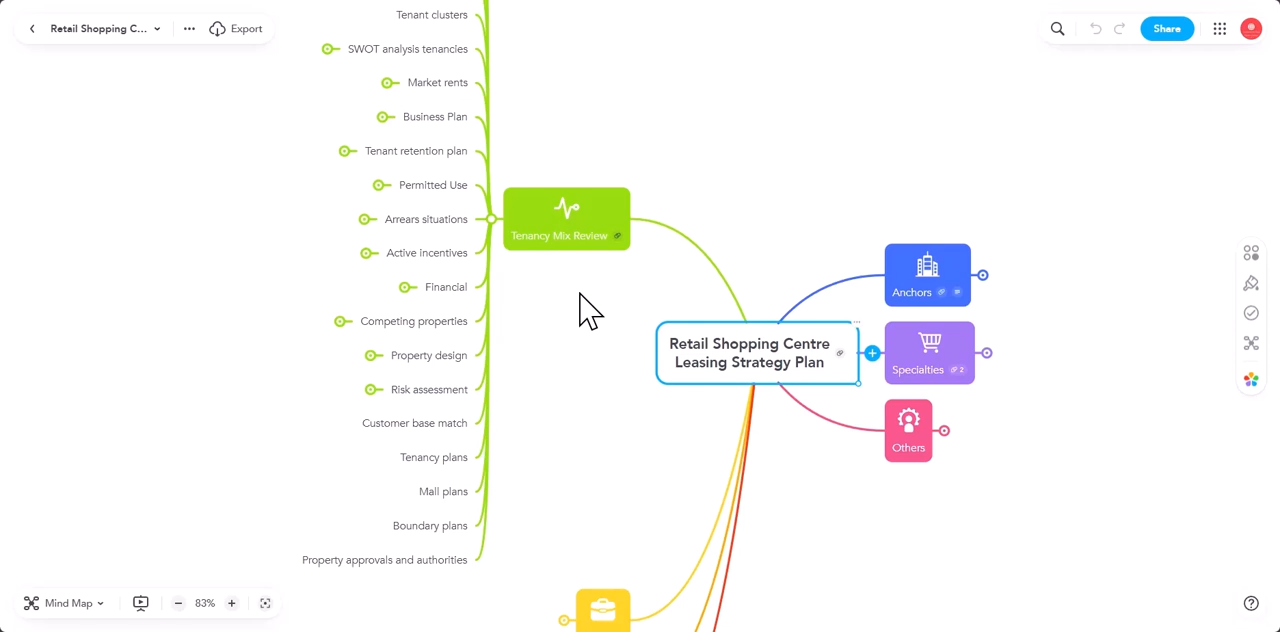 Retail Shopping C...
Export
Share
Tenant clusters
SWOT analysis tenancies
Market rents
Business Plan
Tenant retention plan
Permitted Use
Arrears situations
Active incentives
Financial
Competing properties
Property design
Risk assessment
Customer base match
Tenancy plans
Mall plans
Boundary plans
Property approvals and authorities
Tenancy Mix Review
Retail Shopping Centre
Leasing Strategy Plan
Anchors
Specialties 2
Others
Mind Map
83%